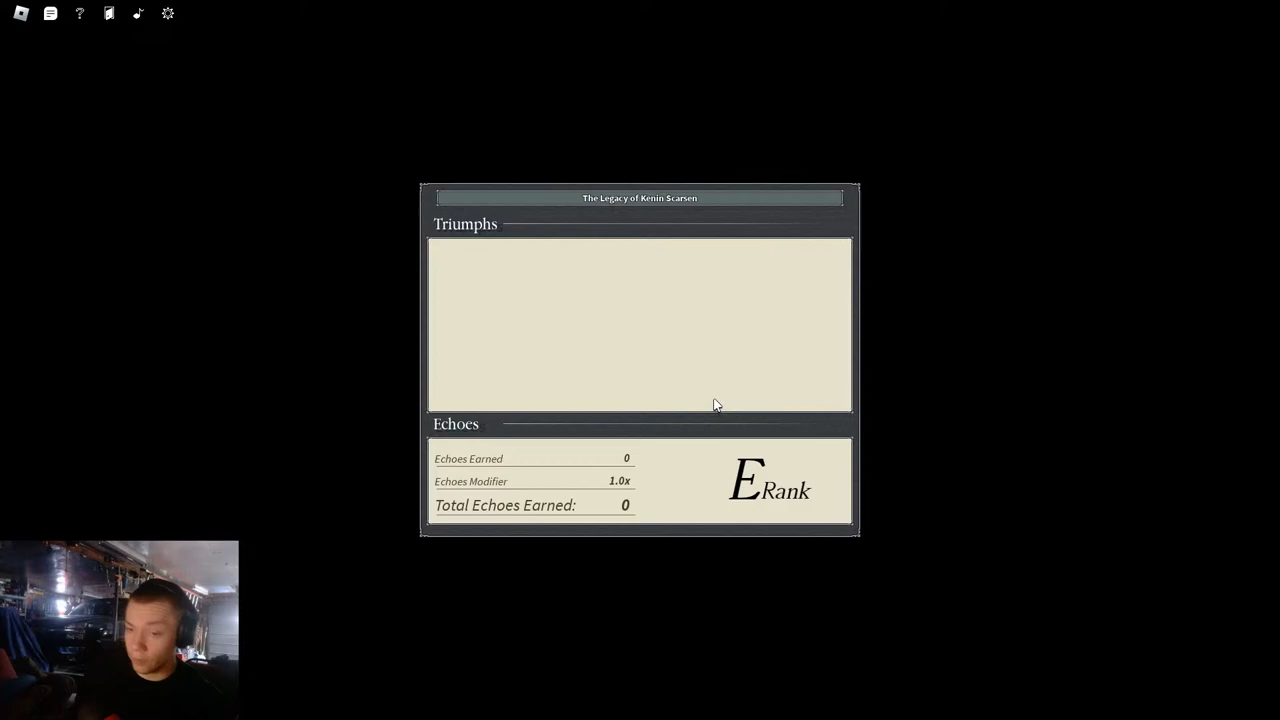 The Legacy of Kenin Scarsen
Triumphs
Echoes
Echoes Earned 0
Echoes Modifier 1.0x
Total Echoes Earned: 0
E Rank